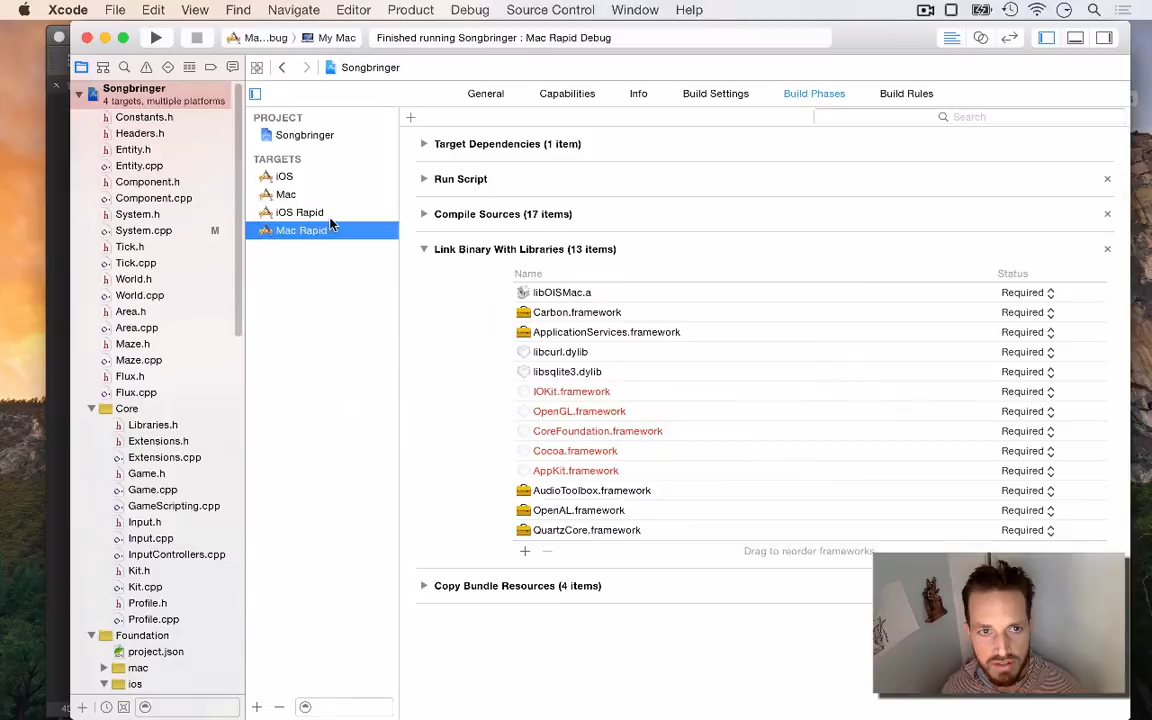 Xcode File Edit View Find Navigate Editor Product Debug Source Control Window Help
Ma...bug My Mac Finished running Songbringer : Mac Rapid Debug
Songbringer
General Capabilities Info Build Settings Build Phases Build Rules
Search
Songbringer
4 targets, multiple platforms
Constants.h
Headers.h
Entity.h
Entity.cpp
Component.h
Component.cpp
System.h
System.cpp M
Tick.h
Tick.cpp
World.h
World.cpp
Area.h
Area.cpp
Maze.h
Maze.cpp
Flux.h
Flux.cpp
Core
Libraries.h
Extensions.h
Extensions.cpp
Game.h
Game.cpp
GameScripting.cpp
Input.h
Input.cpp
InputControllers.cpp
Kit.h
Kit.cpp
Profile.h
Profile.cpp
Foundation
project.json
mac
ios
PROJECT
Songbringer
TARGETS
iOS
Mac
iOS Rapid
Mac Rapid
Target Dependencies (1 item)
Run Script
Compile Sources (17 items)
Link Binary With Libraries (13 items)
Name Status
libOISMac.a Required
Carbon.framework Required
ApplicationServices.framework Required
libcurl.dylib Required
libsqlite3.dylib Required
IOKit.framework Required
OpenGL.framework Required
CoreFoundation.framework Required
Cocoa.framework Required
AppKit.framework Required
AudioToolbox.framework Required
OpenAL.framework Required
QuartzCore.framework Required
Drag to reorder frameworks
Copy Bundle Resources (4 items)